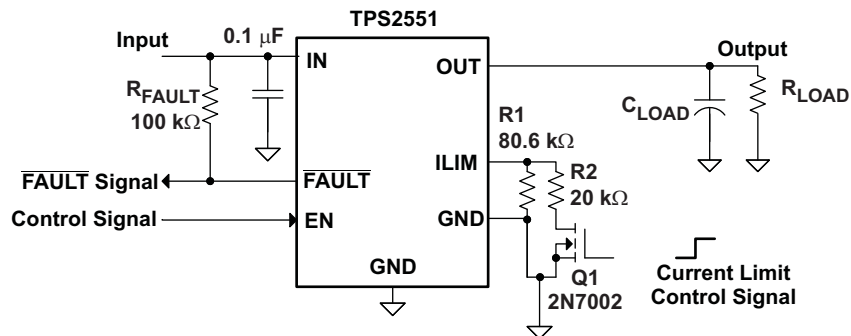 TPS2551
Input
0.1 μF
IN
OUT
Output
R_FAULT
100 kΩ
C_LOAD
R_LOAD
R1
80.6 kΩ
ILIM
R2
20 kΩ
FAULT Signal
FAULT
Control Signal
EN
GND
GND
Q1
2N7002
Current Limit
Control Signal